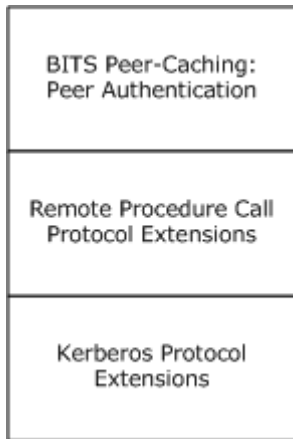 BITS Peer-Caching:
Peer Authentication
Remote Procedure Call
Protocol Extensions
Kerberos Protocol
Extensions